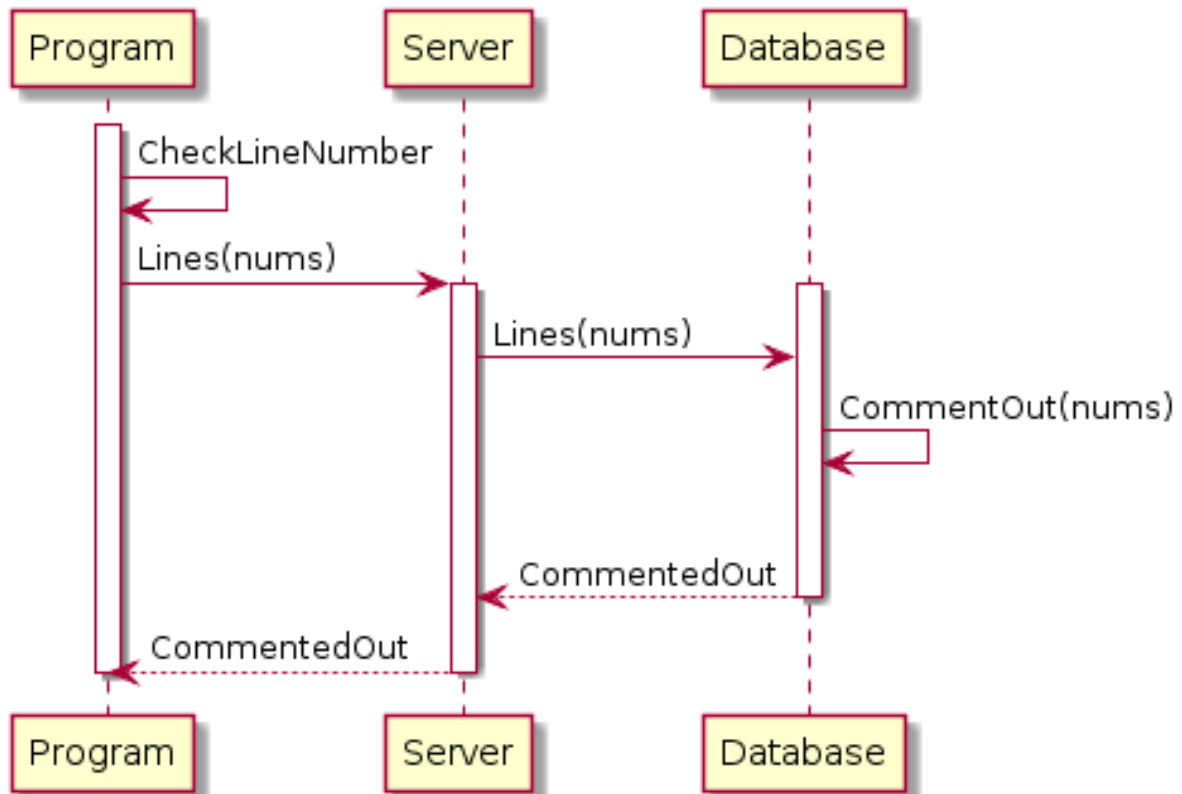 Program Server Database
CheckLineNumber
Lines(nums)
Lines(nums)
CommentOut(nums)
CommentedOut
CommentedOut
Program Server Database